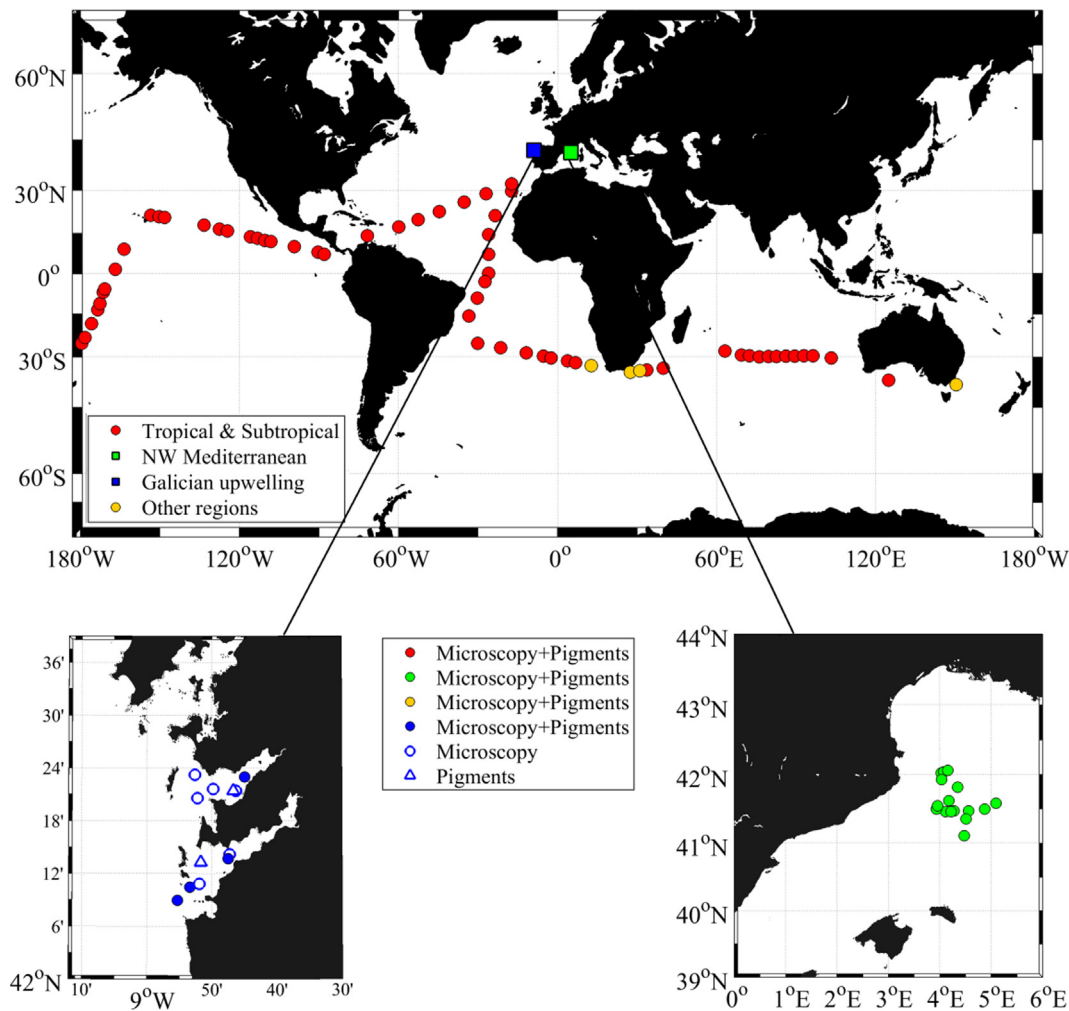 60°N
30°N
0°
30°S
60°S
Tropical & Subtropical
NW Mediterranean
Galician upwelling
Other regions
180°W 120°W 60°W 0° 60°E 120°E 180°W
36'
30'
24'
18'
12'
6'
42°N
10' 9°W 50' 40' 30'
Microscopy+Pigments
Microscopy+Pigments
Microscopy+Pigments
Microscopy+Pigments
Microscopy
Pigments
44°N
43°N
42°N
41°N
40°N
39°N
0° 1°E 2°E 3°E 4°E 5°E 6°E